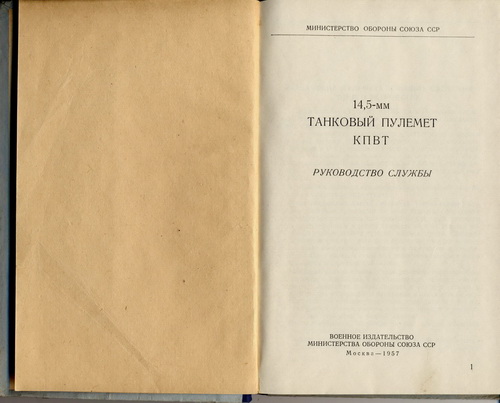 МИНИСТЕРСТВО ОБОРОНЫ СОЮЗА ССР
14,5-мм
ТАНКОВЫЙ ПУЛЕМЕТ
КПВТ
РУКОВОДСТВО СЛУЖБЫ
ВОЕННОЕ ИЗДАТЕЛЬСТВО
МИНИСТЕРСТВА ОБОРОНЫ СОЮЗА ССР
Москва—1957
1